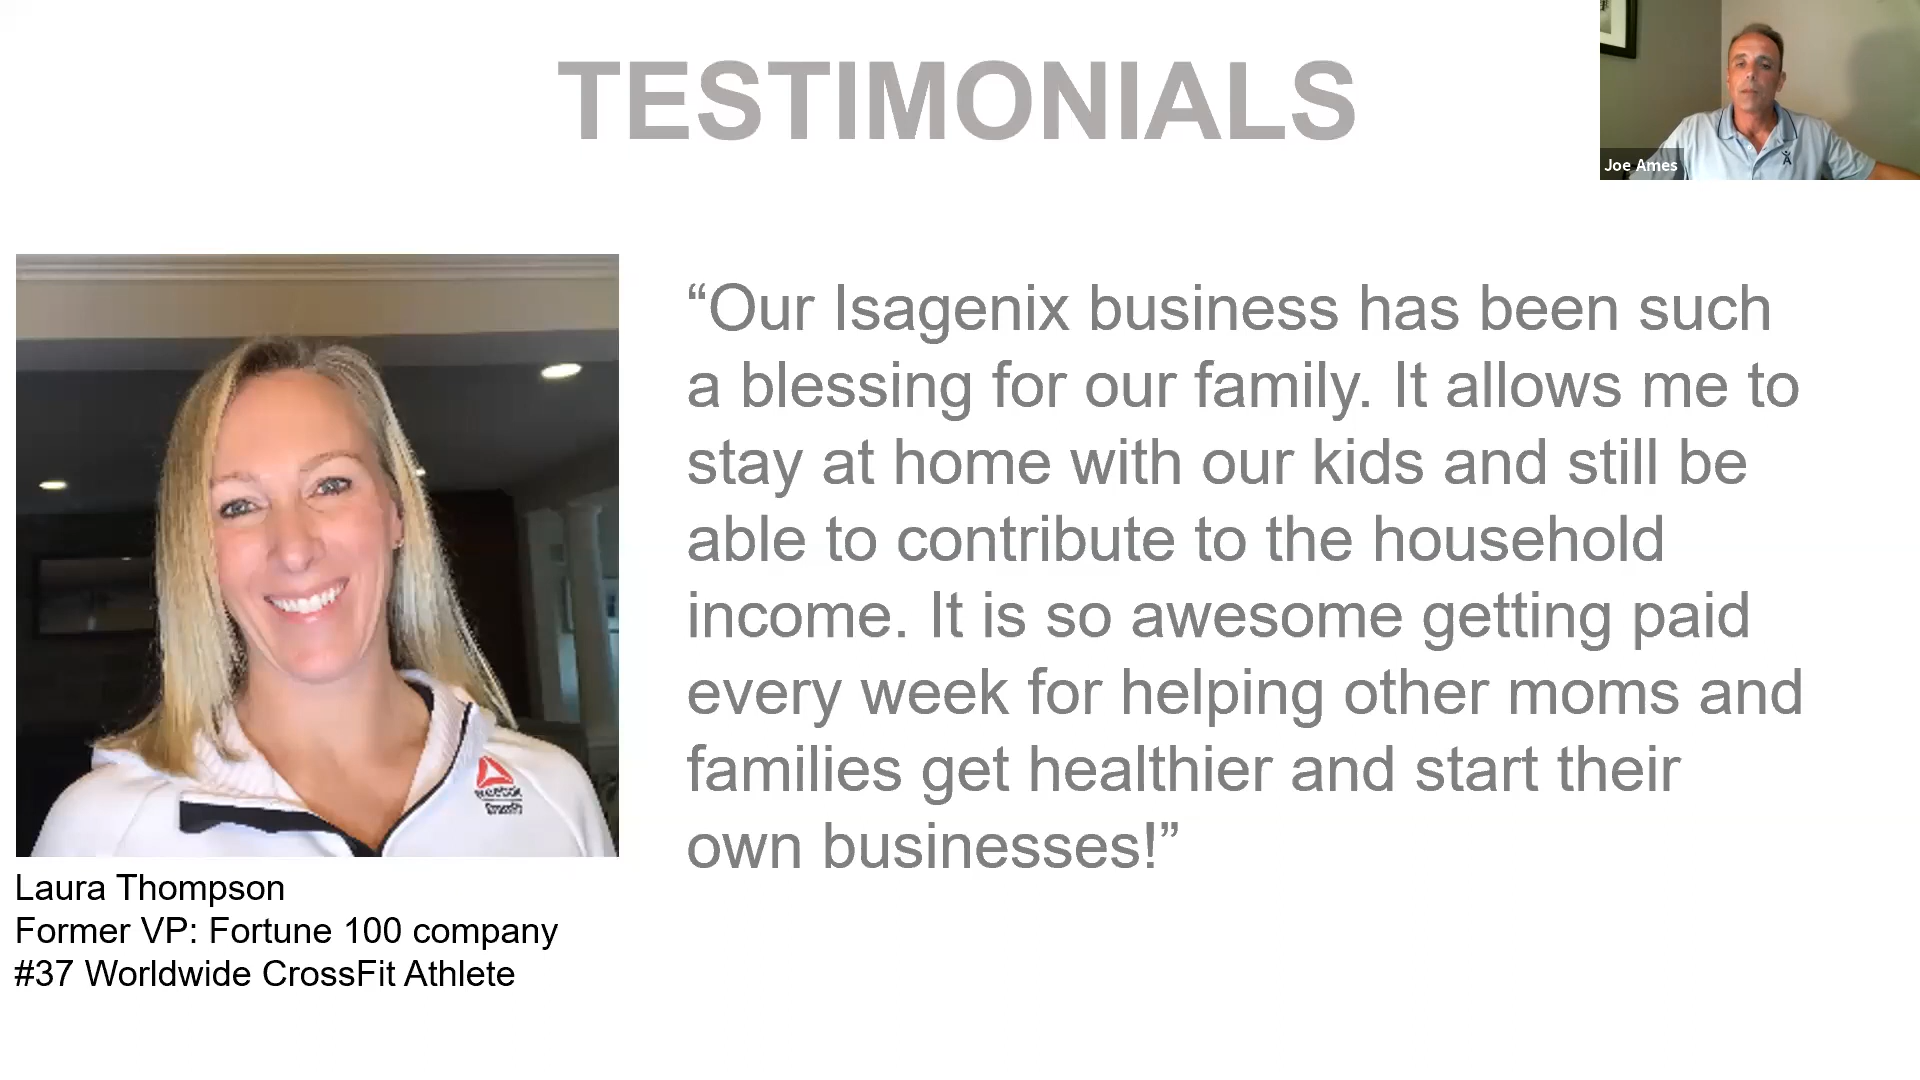 TESTIMONIALS
Joe Ames
“Our Isagenix business has been such
a blessing for our family. It allows me to
stay at home with our kids and still be
able to contribute to the household
income. It is so awesome getting paid
every week for helping other moms and
families get healthier and start their
own businesses!”
Reebok
CrossFit
Laura Thompson
Former VP: Fortune 100 company
#37 Worldwide CrossFit Athlete